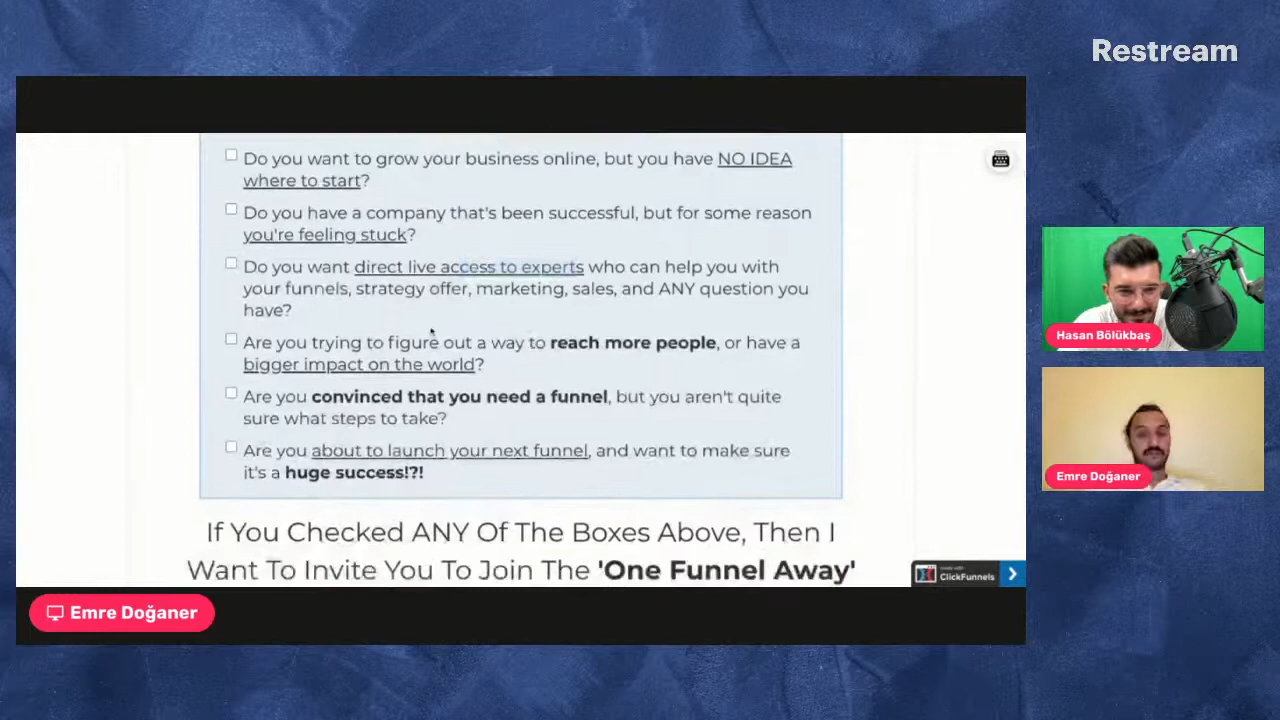 Restream
Do you want to grow your business online, but you have NO IDEA
where to start?
Do you have a company that's been successful, but for some reason
you're feeling stuck?
Do you want direct live access to experts who can help you with
your funnels, strategy offer, marketing, sales, and ANY question you
have?
Are you trying to figure out a way to reach more people, or have a
bigger impact on the world?
Are you convinced that you need a funnel, but you aren't quite
sure what steps to take?
Are you about to launch your next funnel, and want to make sure
it's a huge success!?!
If You Checked ANY Of The Boxes Above, Then I
Want To Invite You To Join The 'One Funnel Away'
made with
ClickFunnels
Emre Doğaner
Hasan Bölükbaş
Emre Doğaner